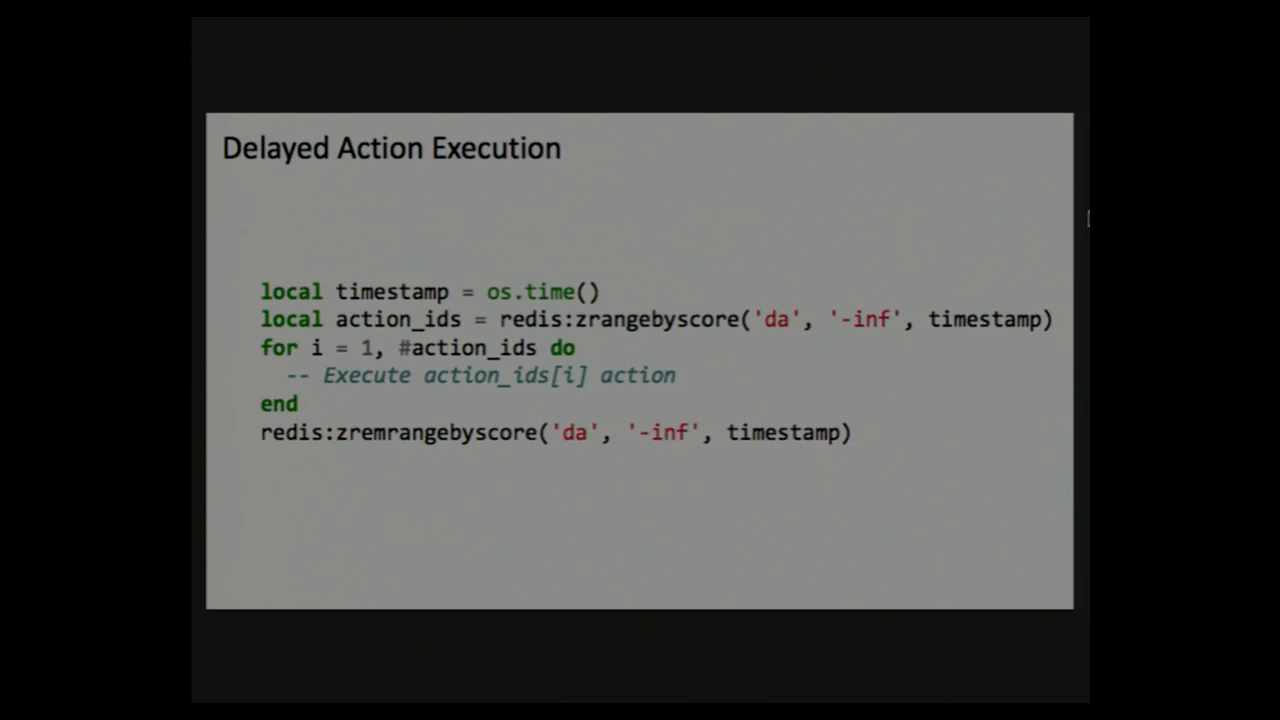 Delayed Action Execution
local timestamp = os.time()
local action_ids = redis:zrangebyscore('da', '-inf', timestamp)
for i = 1, #action_ids do
-- Execute action_ids[i] action
end
redis:zremrangebyscore('da', '-inf', timestamp)